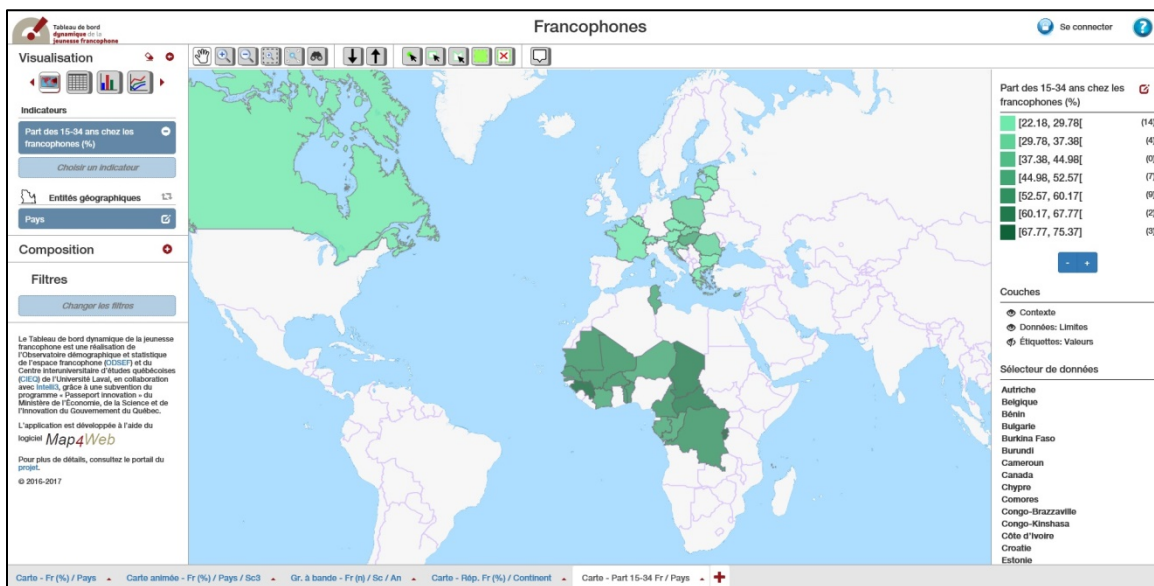 Tableau de bord
dynamique de la
jeunesse francophone
Francophones
Se connecter
?
Visualisation
Indicateurs
Part des 15-34 ans chez les
francophones (%)
Choisir un indicateur
Entités géographiques
Pays
Composition
Filtres
Changer les filtres
Le Tableau de bord dynamique de la jeunesse
francophone est une réalisation de
l'Observatoire démographique et statistique
de l'espace francophone (ODSEF) et du
Centre interuniversitaire d'études québécoises
(CIEQ) de l'Université Laval, en collaboration
avec Intelli3, grâce à une subvention du
programme « Passeport innovation » du
Ministère de l'Économie, de la Science et de
l'Innovation du Gouvernement du Québec.
L'application est développée à l'aide du
logiciel Map4Web
Pour plus de détails, consultez le portail du
projet.
© 2016-2017
Part des 15-34 ans chez les
francophones (%)
[22.18, 29.78[ (14)
[29.78, 37.38[ (4)
[37.38, 44.98[ (0)
[44.98, 52.57[ (7)
[52.57, 60.17[ (9)
[60.17, 67.77[ (2)
[67.77, 75.37] (3)
- +
Couches
Contexte
Données: Limites
Étiquettes: Valeurs
Sélecteur de données
Autriche
Belgique
Bénin
Bulgarie
Burkina Faso
Burundi
Cameroun
Canada
Chypre
Comores
Congo-Brazzaville
Congo-Kinshasa
Côte d'Ivoire
Croatie
Estonie
Carte - Fr (%) / Pays Carte animée - Fr (%) / Pays / Sc3 Gr. à bande - Fr (n) / Sc / An Carte - Rép. Fr (%) / Continent Carte - Part 15-34 Fr / Pays